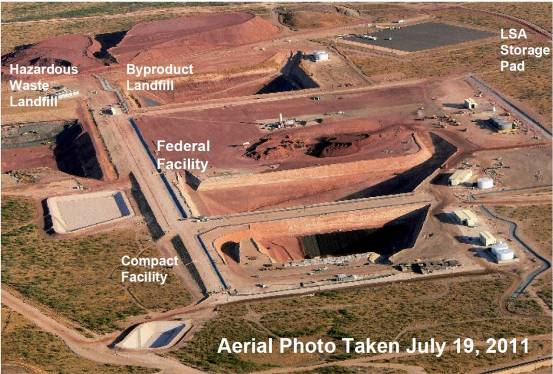 LSA
Storage
Pad
Hazardous
Waste
Landfill
Byproduct
Landfill
Federal
Facility
Compact
Facility
Aerial Photo Taken July 19, 2011